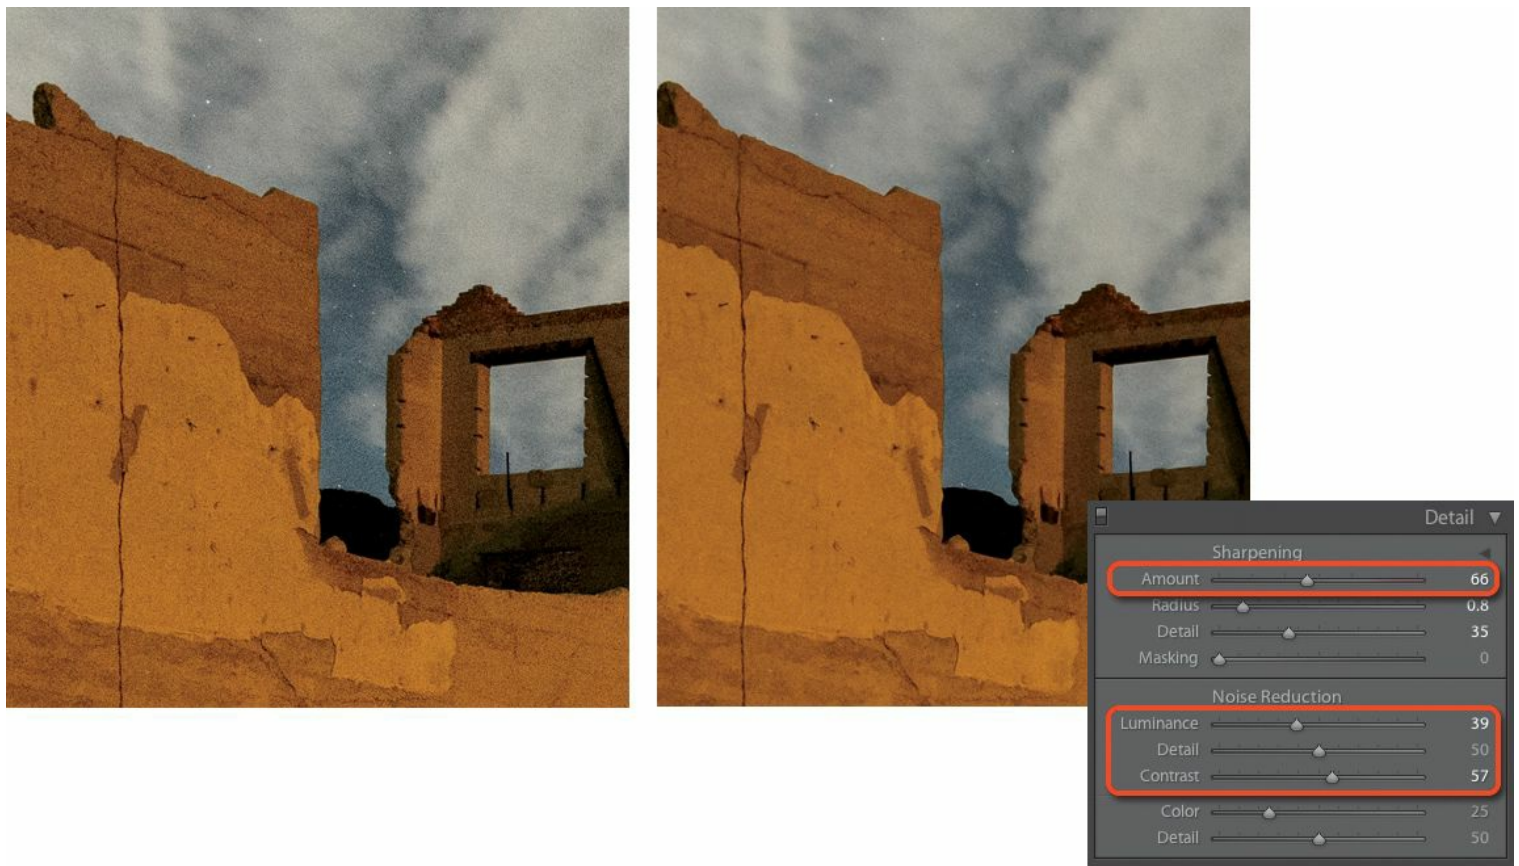 Detail
Sharpening
Amount 66
Radius 0.8
Detail 35
Masking 0
Noise Reduction
Luminance 39
Detail 50
Contrast 57
Color 25
Detail 50